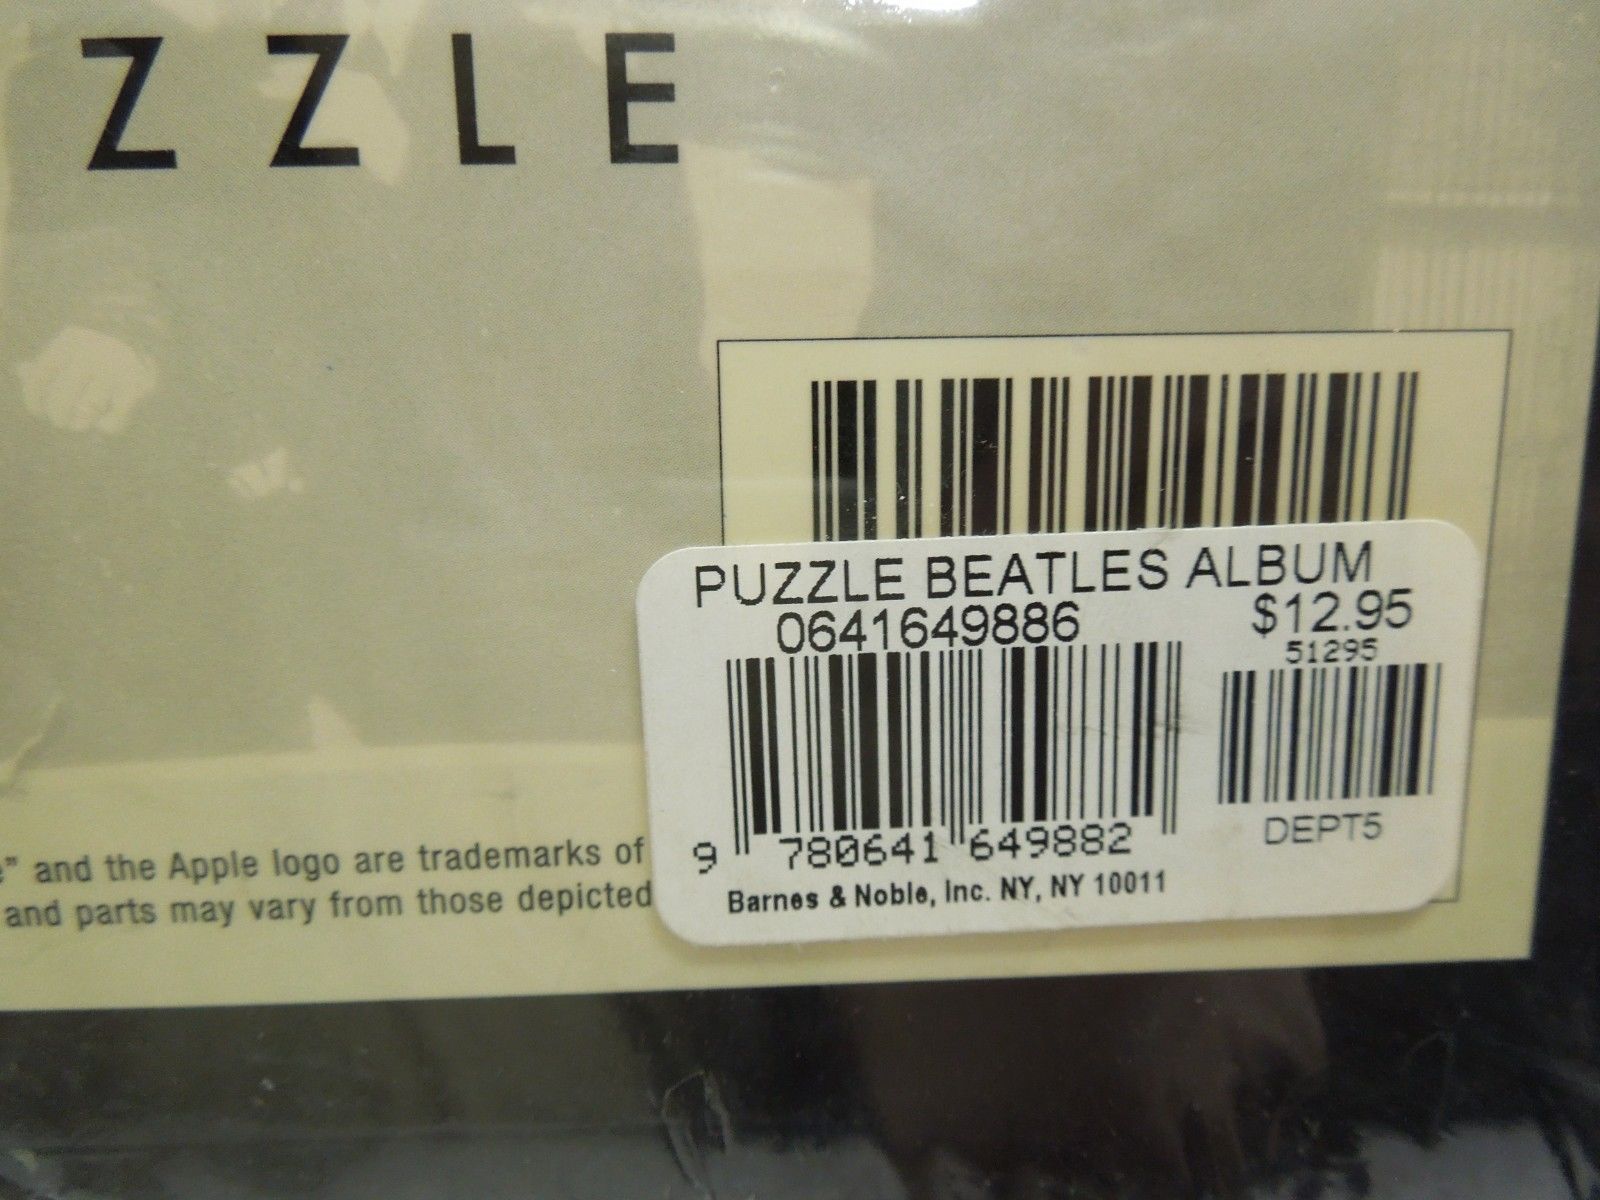 ZZLE
PUZZLE BEATLES ALBUM
0641649886 $12.95
51295
9 780641 649882
DEPT5
Barnes & Noble, Inc. NY, NY 10011
e" and the Apple logo are trademarks of
and parts may vary from those depicted